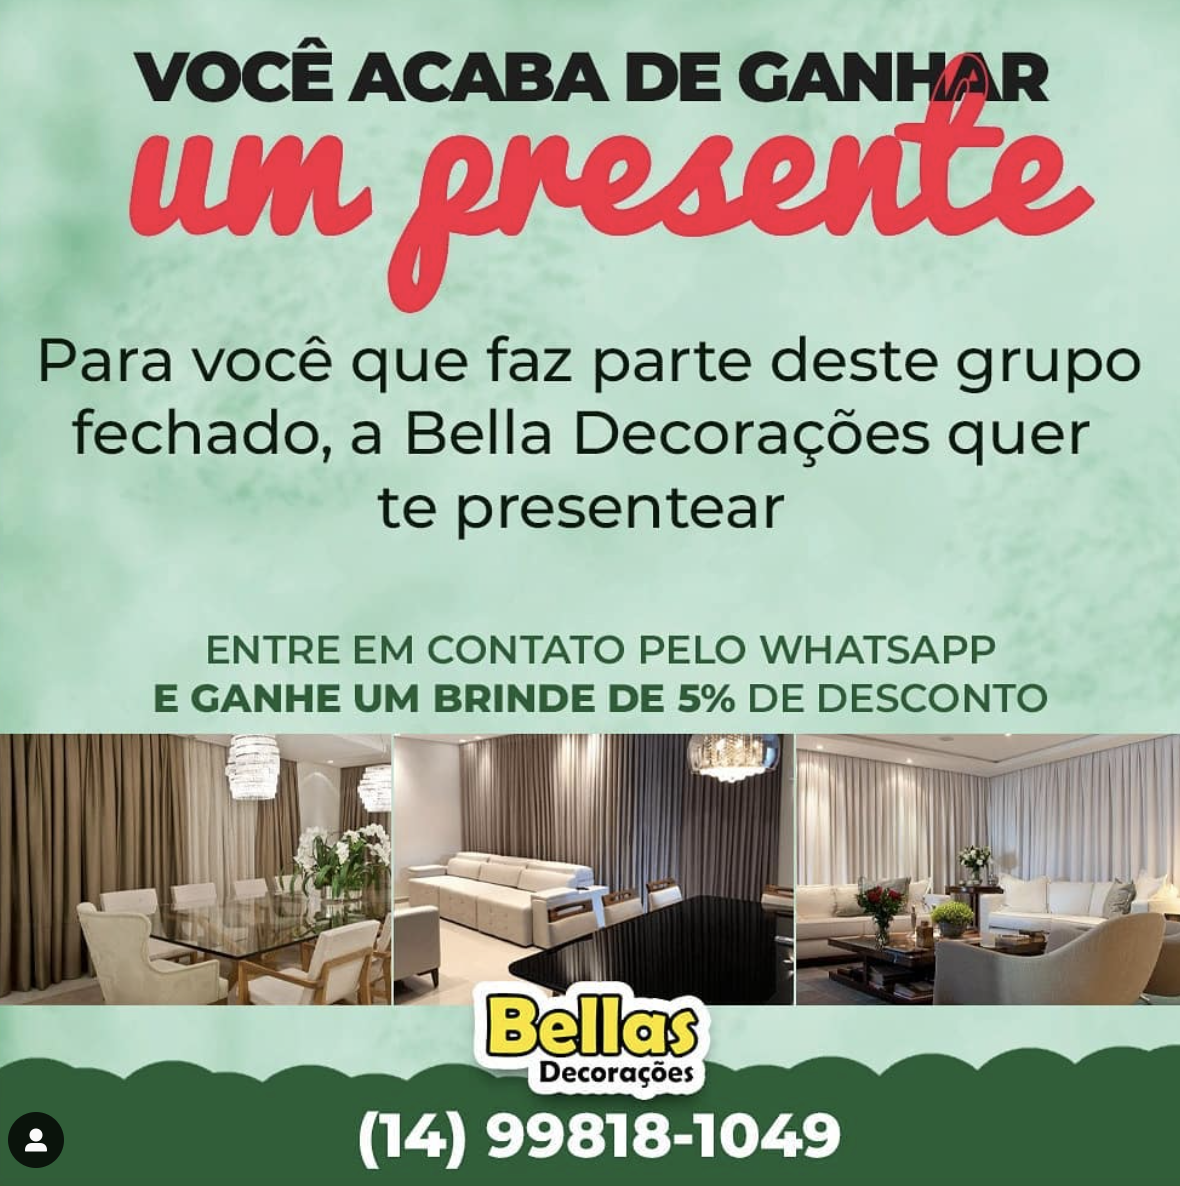 VOCÊ ACABA DE GANHAR
um presente
Para você que faz parte deste grupo
fechado, a Bella Decorações quer
te presentear
ENTRE EM CONTATO PELO WHATSAPP
E GANHE UM BRINDE DE 5% DE DESCONTO
Bellas
Decorações
(14) 99818-1049